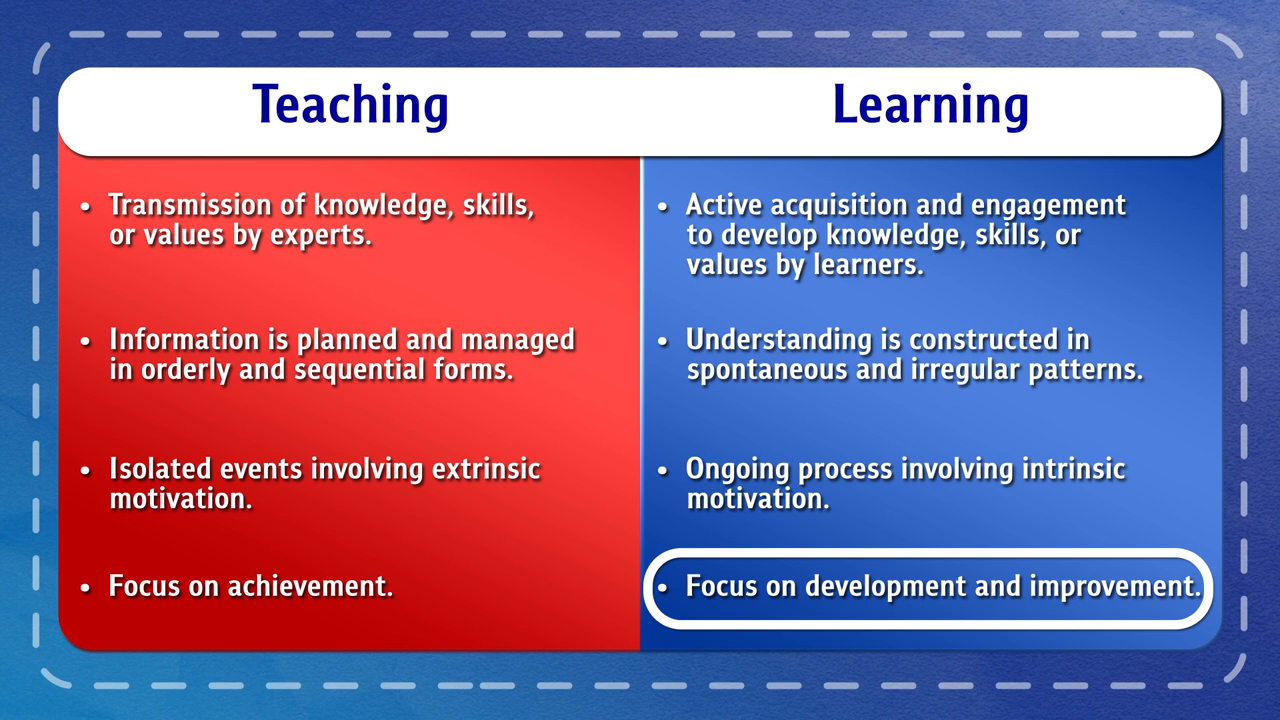 Teaching
Learning
• Transmission of knowledge, skills,
or values by experts.
• Information is planned and managed
in orderly and sequential forms.
• Isolated events involving extrinsic
motivation.
• Focus on achievement.
• Active acquisition and engagement
to develop knowledge, skills, or
values by learners.
• Understanding is constructed in
spontaneous and irregular patterns.
• Ongoing process involving intrinsic
motivation.
• Focus on development and improvement.